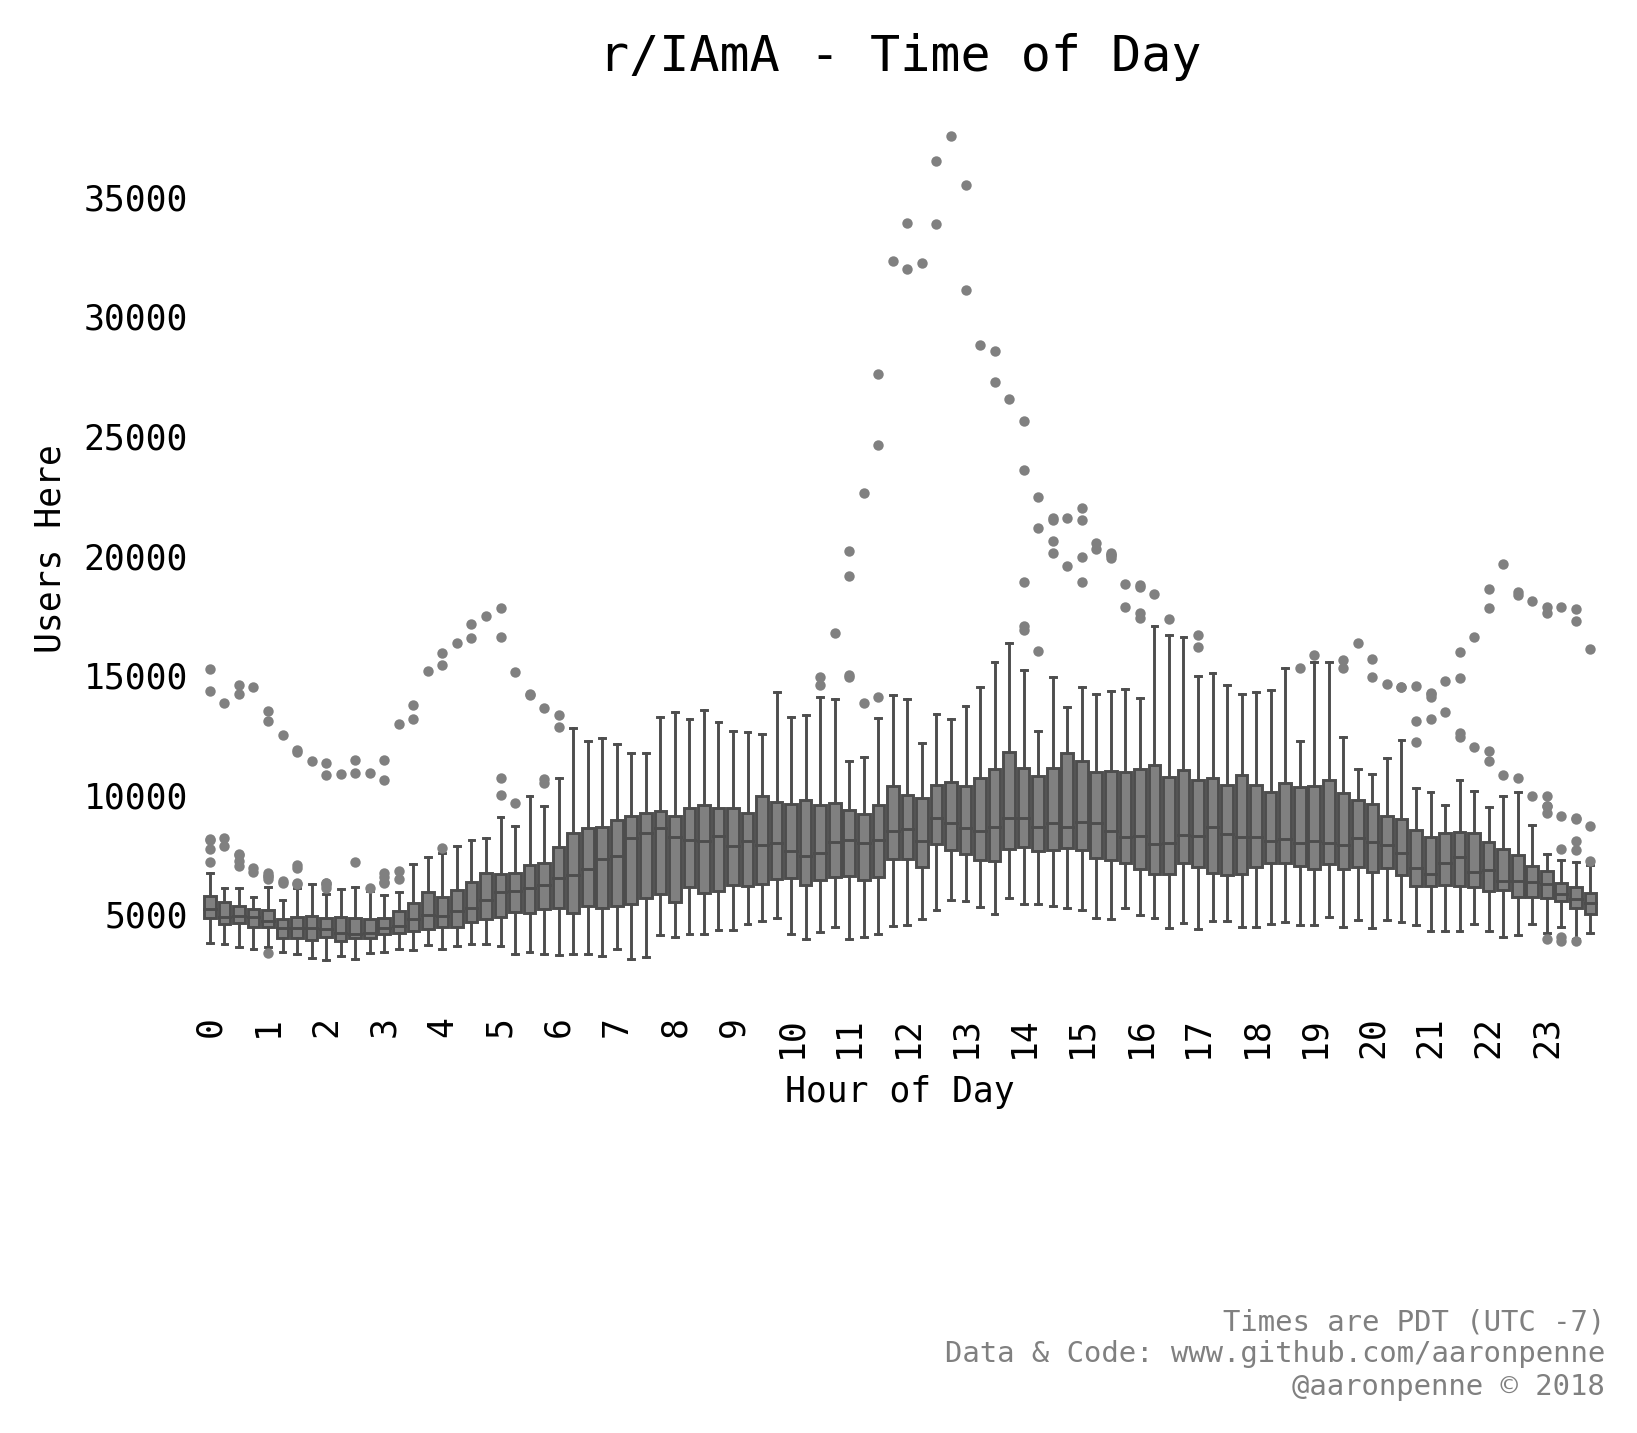 r/IAmA - Time of Day
35000
30000
25000
20000
15000
10000
5000
Users Here
0 1 2 3 4 5 6 7 8 9 10 11 12 13 14 15 16 17 18 19 20 21 22 23
Hour of Day
Times are PDT (UTC -7)
Data & Code: www.github.com/aaronpenne
@aaronpenne © 2018